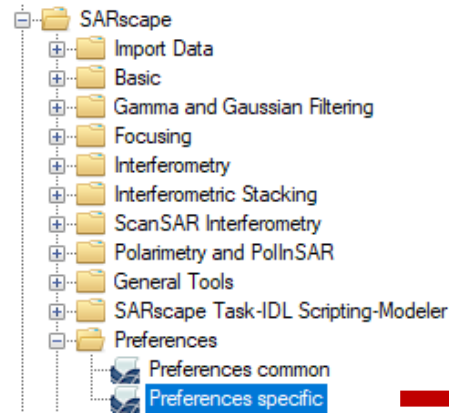 SARscape
Import Data
Basic
Gamma and Gaussian Filtering
Focusing
Interferometry
Interferometric Stacking
ScanSAR Interferometry
Polarimetry and PolInSAR
General Tools
SARscape Task-IDL Scripting-Modeler
Preferences
Preferences common
Preferences specific